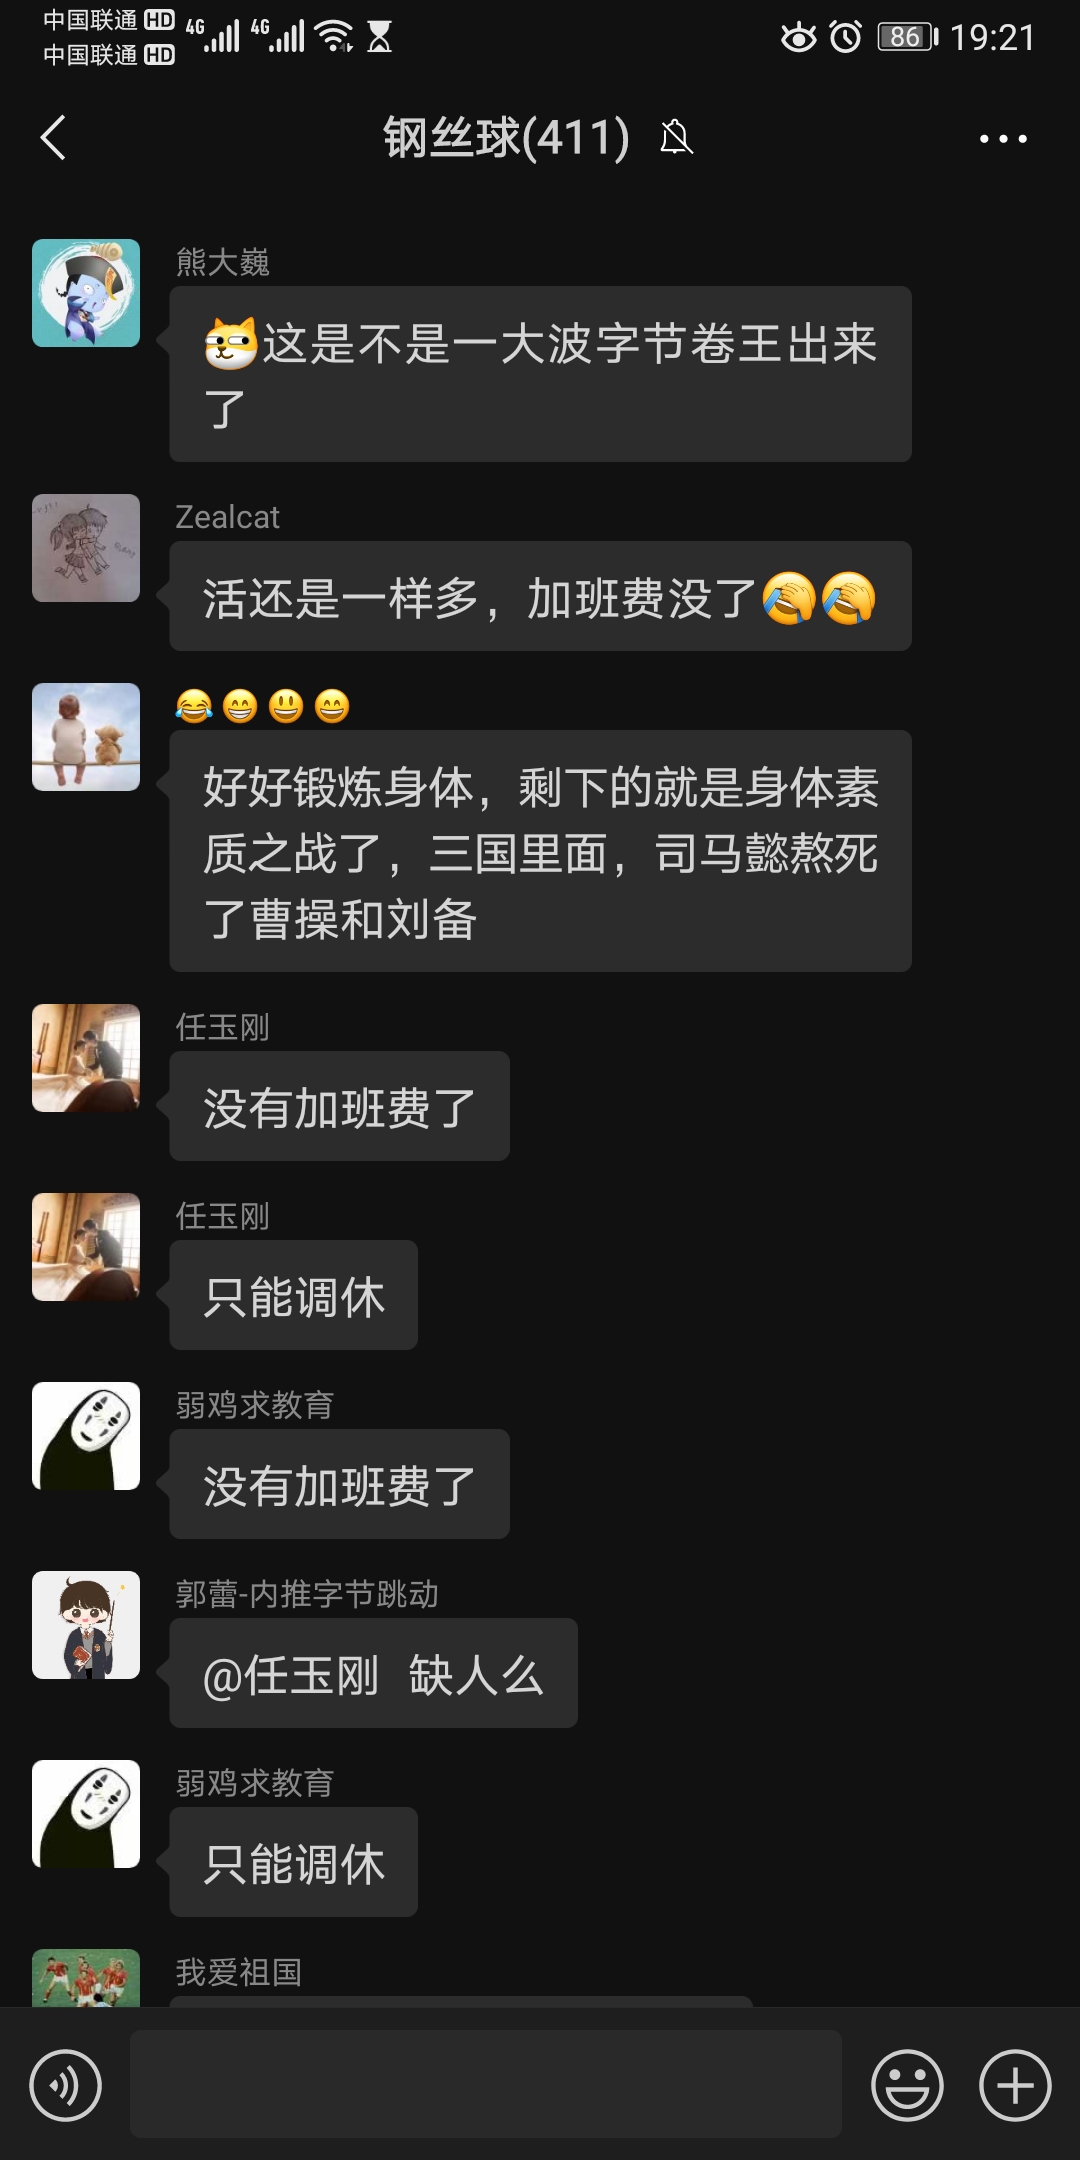 中国联通 HD 4G 4G 86 19:21
中国联通 HD
钢丝球(411)
熊大巍
这是不是一大波字节卷王出来
了
Zealcat
活还是一样多，加班费没了🤦🤦
😂😁😃😄
好好锻炼身体，剩下的就是身体素
质之战了，三国里面，司马懿熬死
了曹操和刘备
任玉刚
没有加班费了
任玉刚
只能调休
弱鸡求教育
没有加班费了
郭蕾-内推字节跳动
@任玉刚 缺人么
弱鸡求教育
只能调休
我爱祖国